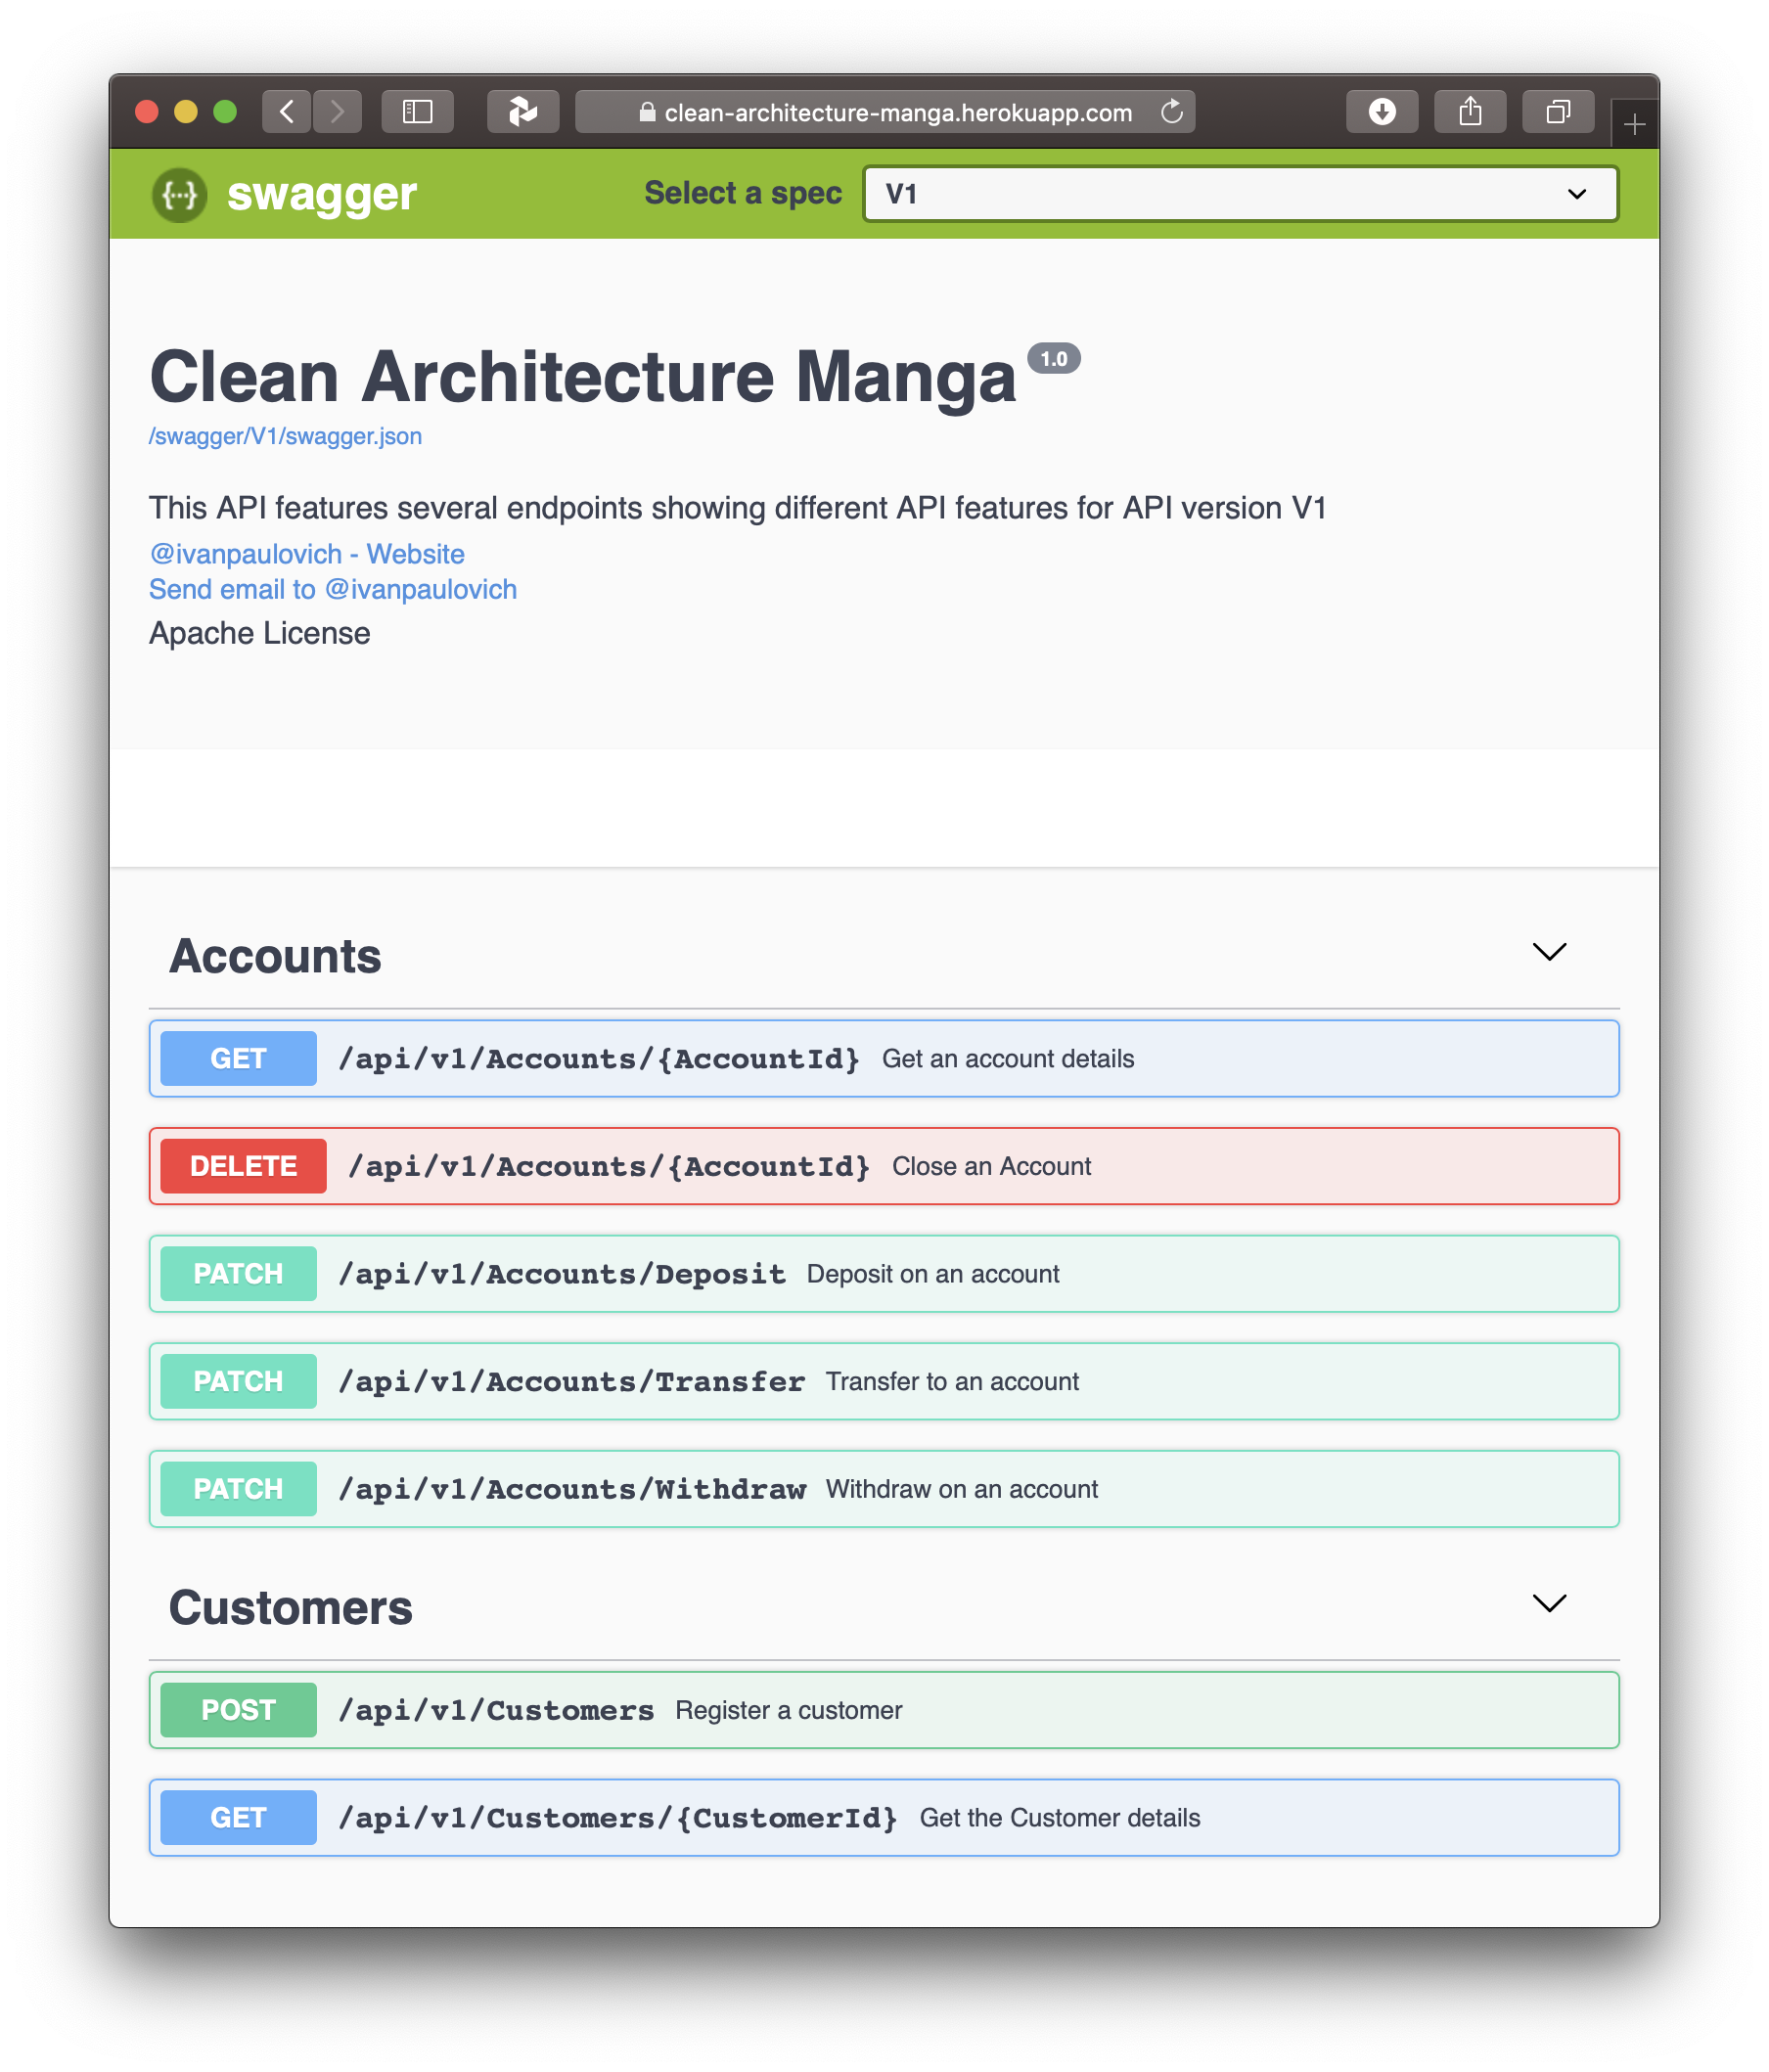 clean-architecture-manga.herokuapp.com
{···} swagger Select a spec V1
Clean Architecture Manga 1.0
/swagger/V1/swagger.json
This API features several endpoints showing different API features for API version V1
@ivanpaulovich - Website
Send email to @ivanpaulovich
Apache License
Accounts
GET /api/v1/Accounts/{AccountId} Get an account details
DELETE /api/v1/Accounts/{AccountId} Close an Account
PATCH /api/v1/Accounts/Deposit Deposit on an account
PATCH /api/v1/Accounts/Transfer Transfer to an account
PATCH /api/v1/Accounts/Withdraw Withdraw on an account
Customers
POST /api/v1/Customers Register a customer
GET /api/v1/Customers/{CustomerId} Get the Customer details